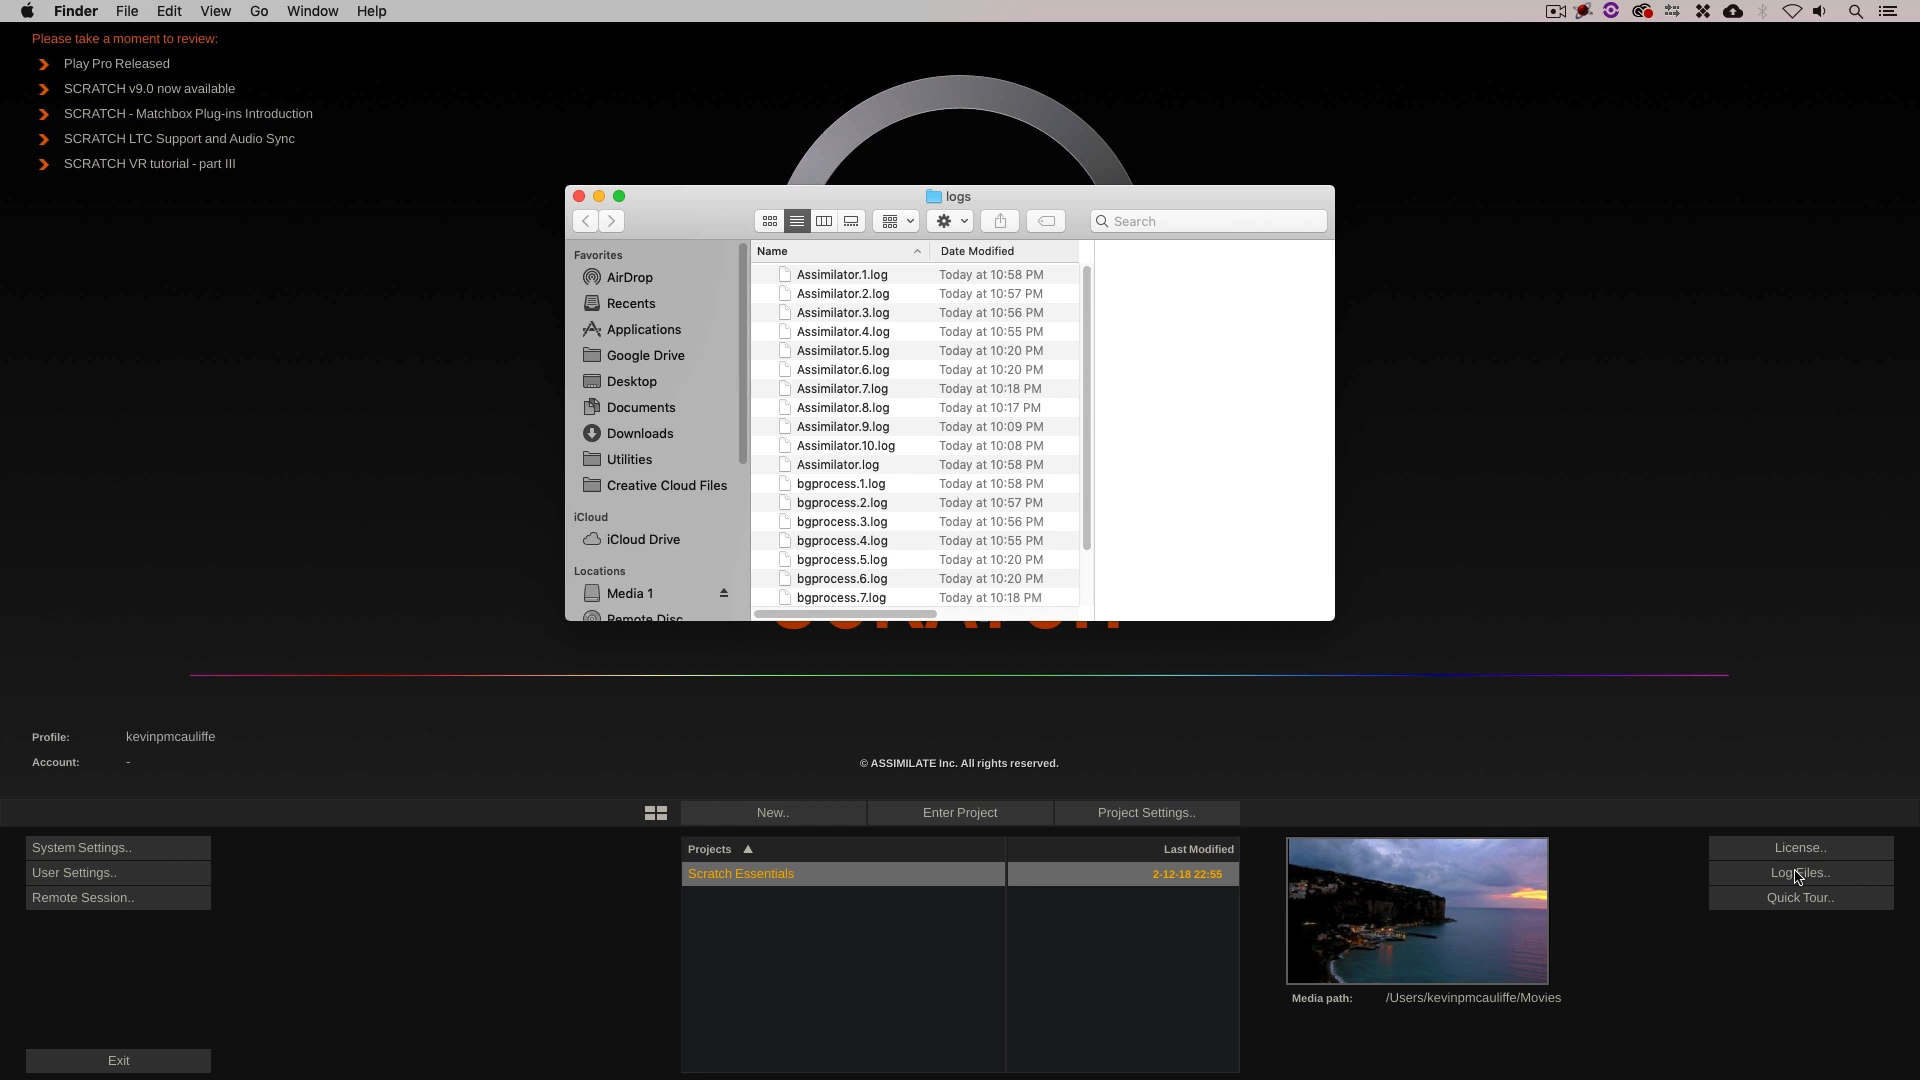 Finder File Edit View Go Window Help
Please take a moment to review:
Play Pro Released
SCRATCH v9.0 now available
SCRATCH - Matchbox Plug-ins Introduction
SCRATCH LTC Support and Audio Sync
SCRATCH VR tutorial - part III
logs
Search
Favorites
AirDrop
Recents
Applications
Google Drive
Desktop
Documents
Downloads
Utilities
Creative Cloud Files
iCloud
iCloud Drive
Locations
Media 1
Remote Disc
Name Date Modified
Assimilator.1.log Today at 10:58 PM
Assimilator.2.log Today at 10:57 PM
Assimilator.3.log Today at 10:56 PM
Assimilator.4.log Today at 10:55 PM
Assimilator.5.log Today at 10:20 PM
Assimilator.6.log Today at 10:20 PM
Assimilator.7.log Today at 10:18 PM
Assimilator.8.log Today at 10:17 PM
Assimilator.9.log Today at 10:09 PM
Assimilator.10.log Today at 10:08 PM
Assimilator.log Today at 10:58 PM
bgprocess.1.log Today at 10:58 PM
bgprocess.2.log Today at 10:57 PM
bgprocess.3.log Today at 10:56 PM
bgprocess.4.log Today at 10:55 PM
bgprocess.5.log Today at 10:20 PM
bgprocess.6.log Today at 10:20 PM
bgprocess.7.log Today at 10:18 PM
SCRATCH
Profile: kevinpmcauliffe
Account: -
© ASSIMILATE Inc. All rights reserved.
New.. Enter Project Project Settings..
System Settings..
User Settings..
Remote Session..
Exit
Projects Last Modified
Scratch Essentials 2-12-18 22:55
Media path: /Users/kevinpmcauliffe/Movies
License..
Log Files..
Quick Tour..